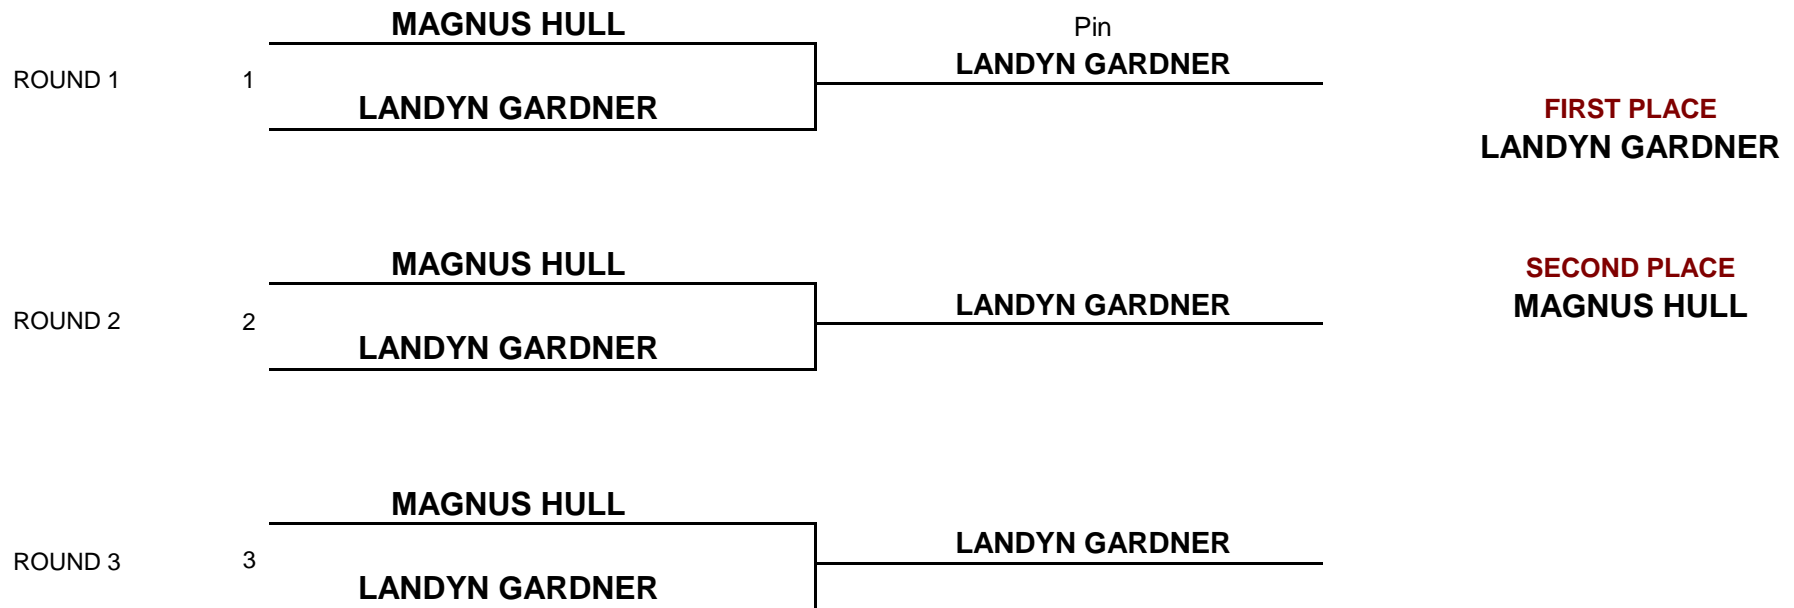 MAGNUS HULL
Pin
LANDYN GARDNER
ROUND 1
1
LANDYN GARDNER
FIRST PLACE
LANDYN GARDNER
MAGNUS HULL
SECOND PLACE
LANDYN GARDNER
MAGNUS HULL
ROUND 2
2
LANDYN GARDNER
MAGNUS HULL
LANDYN GARDNER
ROUND 3
3
LANDYN GARDNER